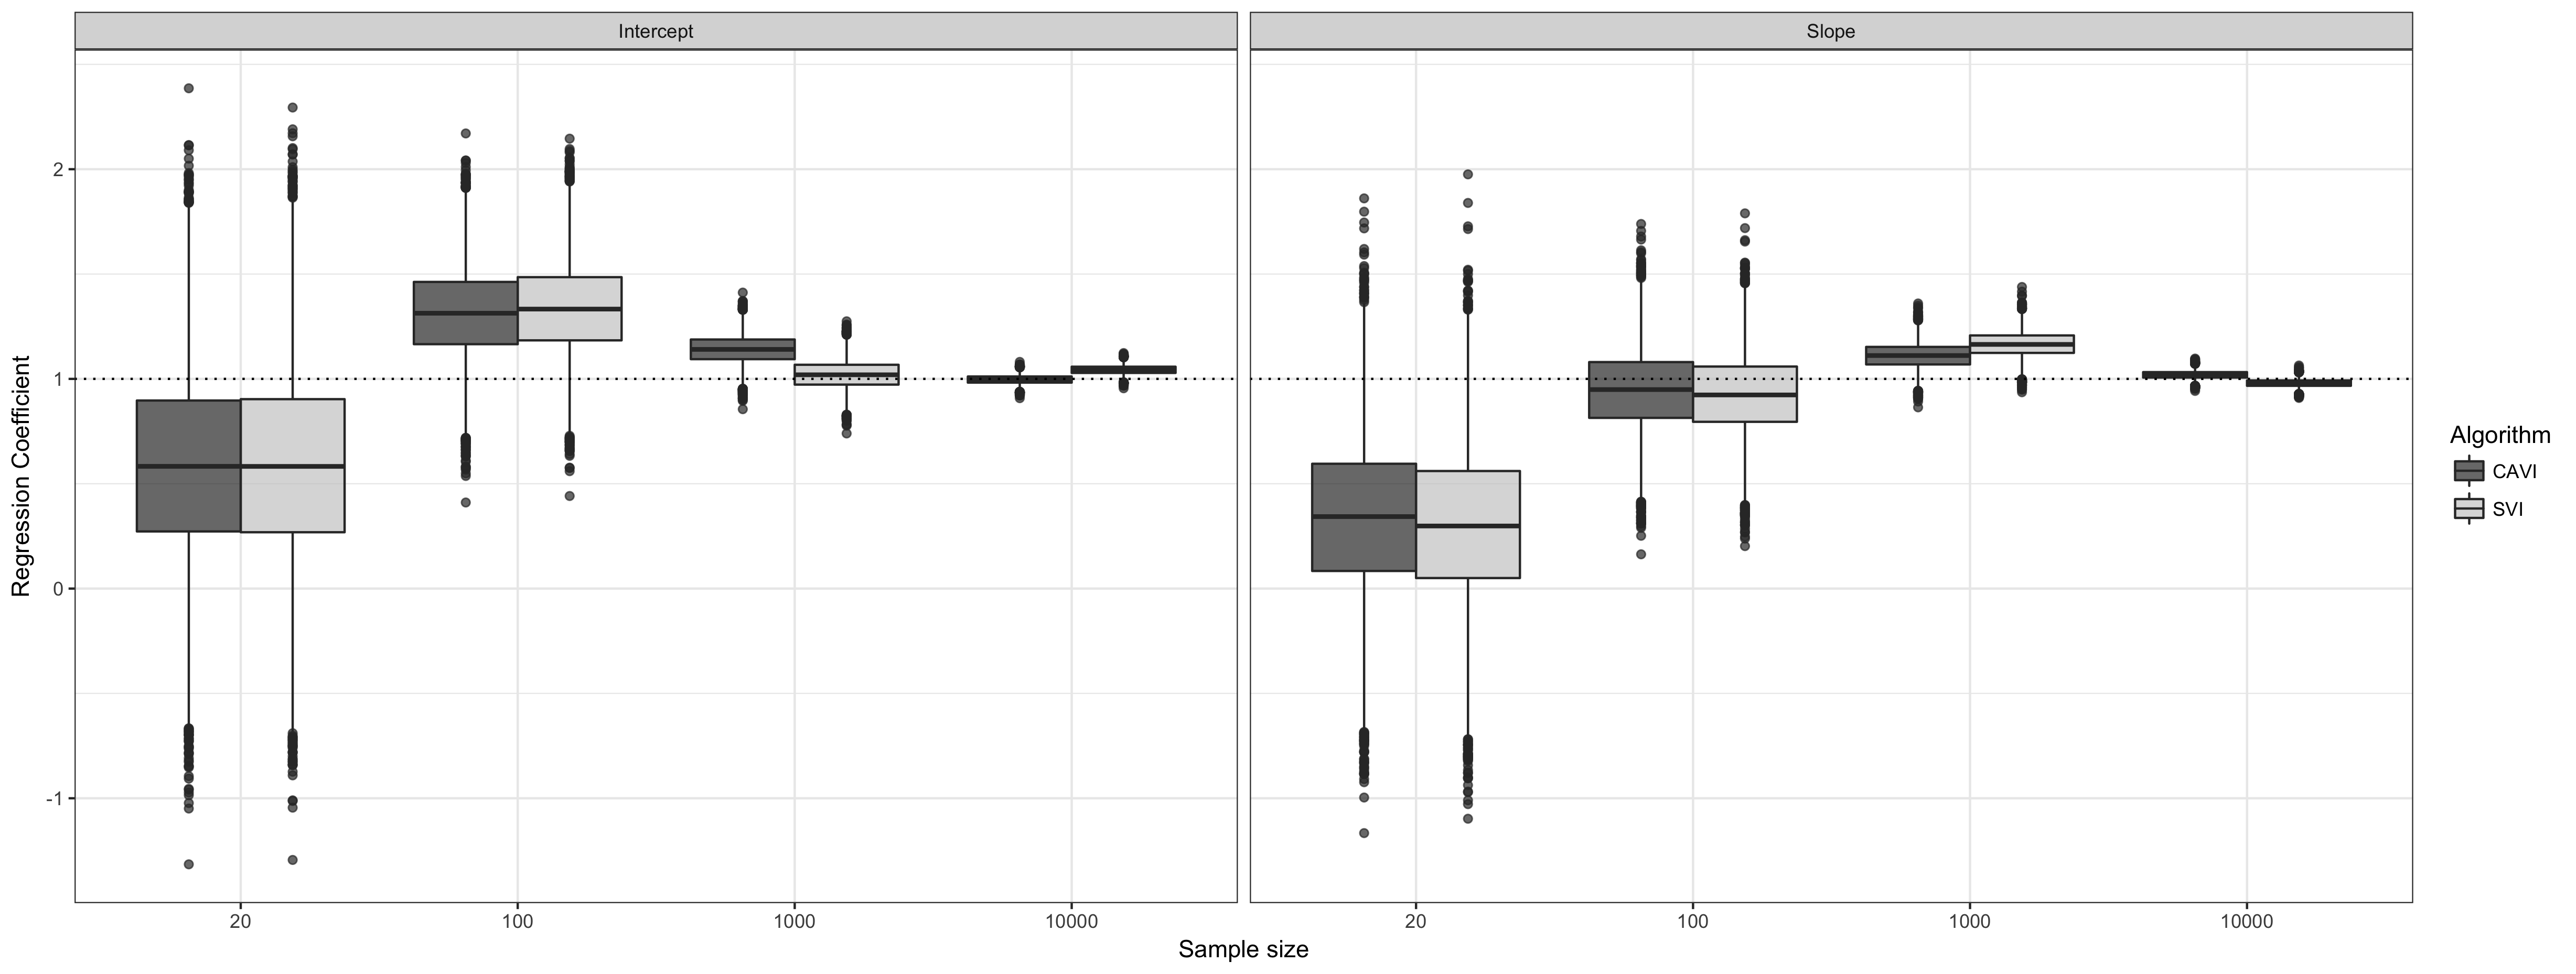 Intercept
Slope
Regression Coefficient
2
1
0
-1
20
100
1000
10000
20
100
1000
10000
Sample size
Algorithm
CAVI
SVI